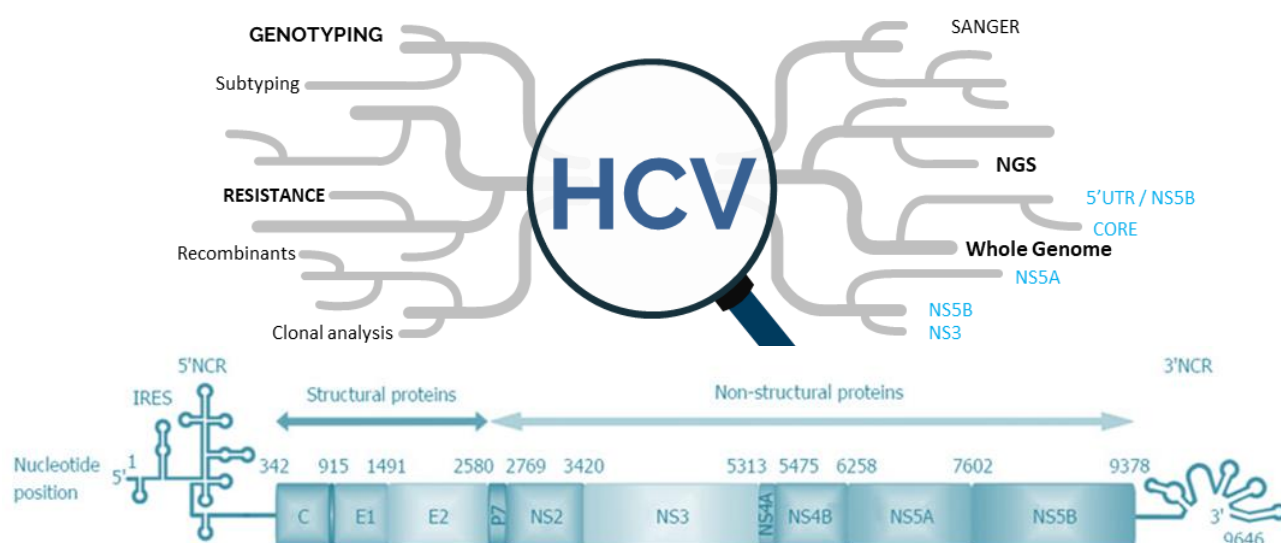 GENOTYPING
SANGER
Subtyping
HCV
NGS
RESISTANCE
5'UTR / NS5B
CORE
Recombinants
Whole Genome
NS5A
NS5B
Clonal analysis
NS3
5'NCR
3'NCR
IRES
Structural proteins
Non-structural proteins
Nucleotide position
5' 1
342 915 1491 2580 2769 3420 5313 5475 6258 7602 9378
C E1 E2 P7 NS2 NS3 NS4A NS4B NS5A NS5B
3'
9646